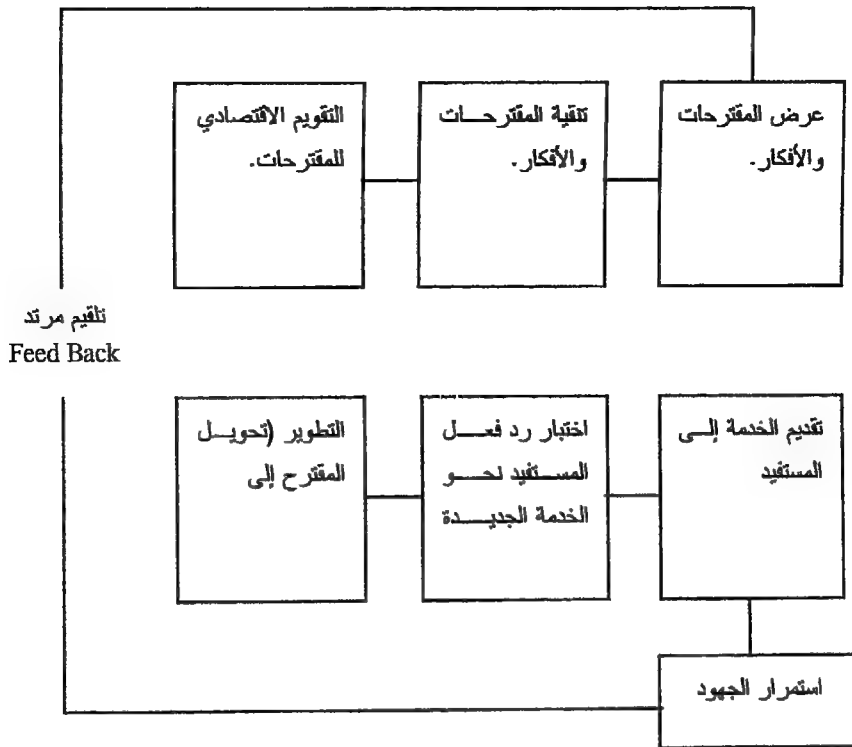 عرض المقترحات
والأفكار.
تنقية المقترحات
والأفكار.
التقويم الاقتصادي
للمقترحات.
تلقيم مرتد
Feed Back
تقديم الخدمة إلى
المستفيد
اختبار رد فعل
المستفيد نحو
الخدمة الجديدة
التطوير (تحويل
المقترح إلى
استمرار الجهود